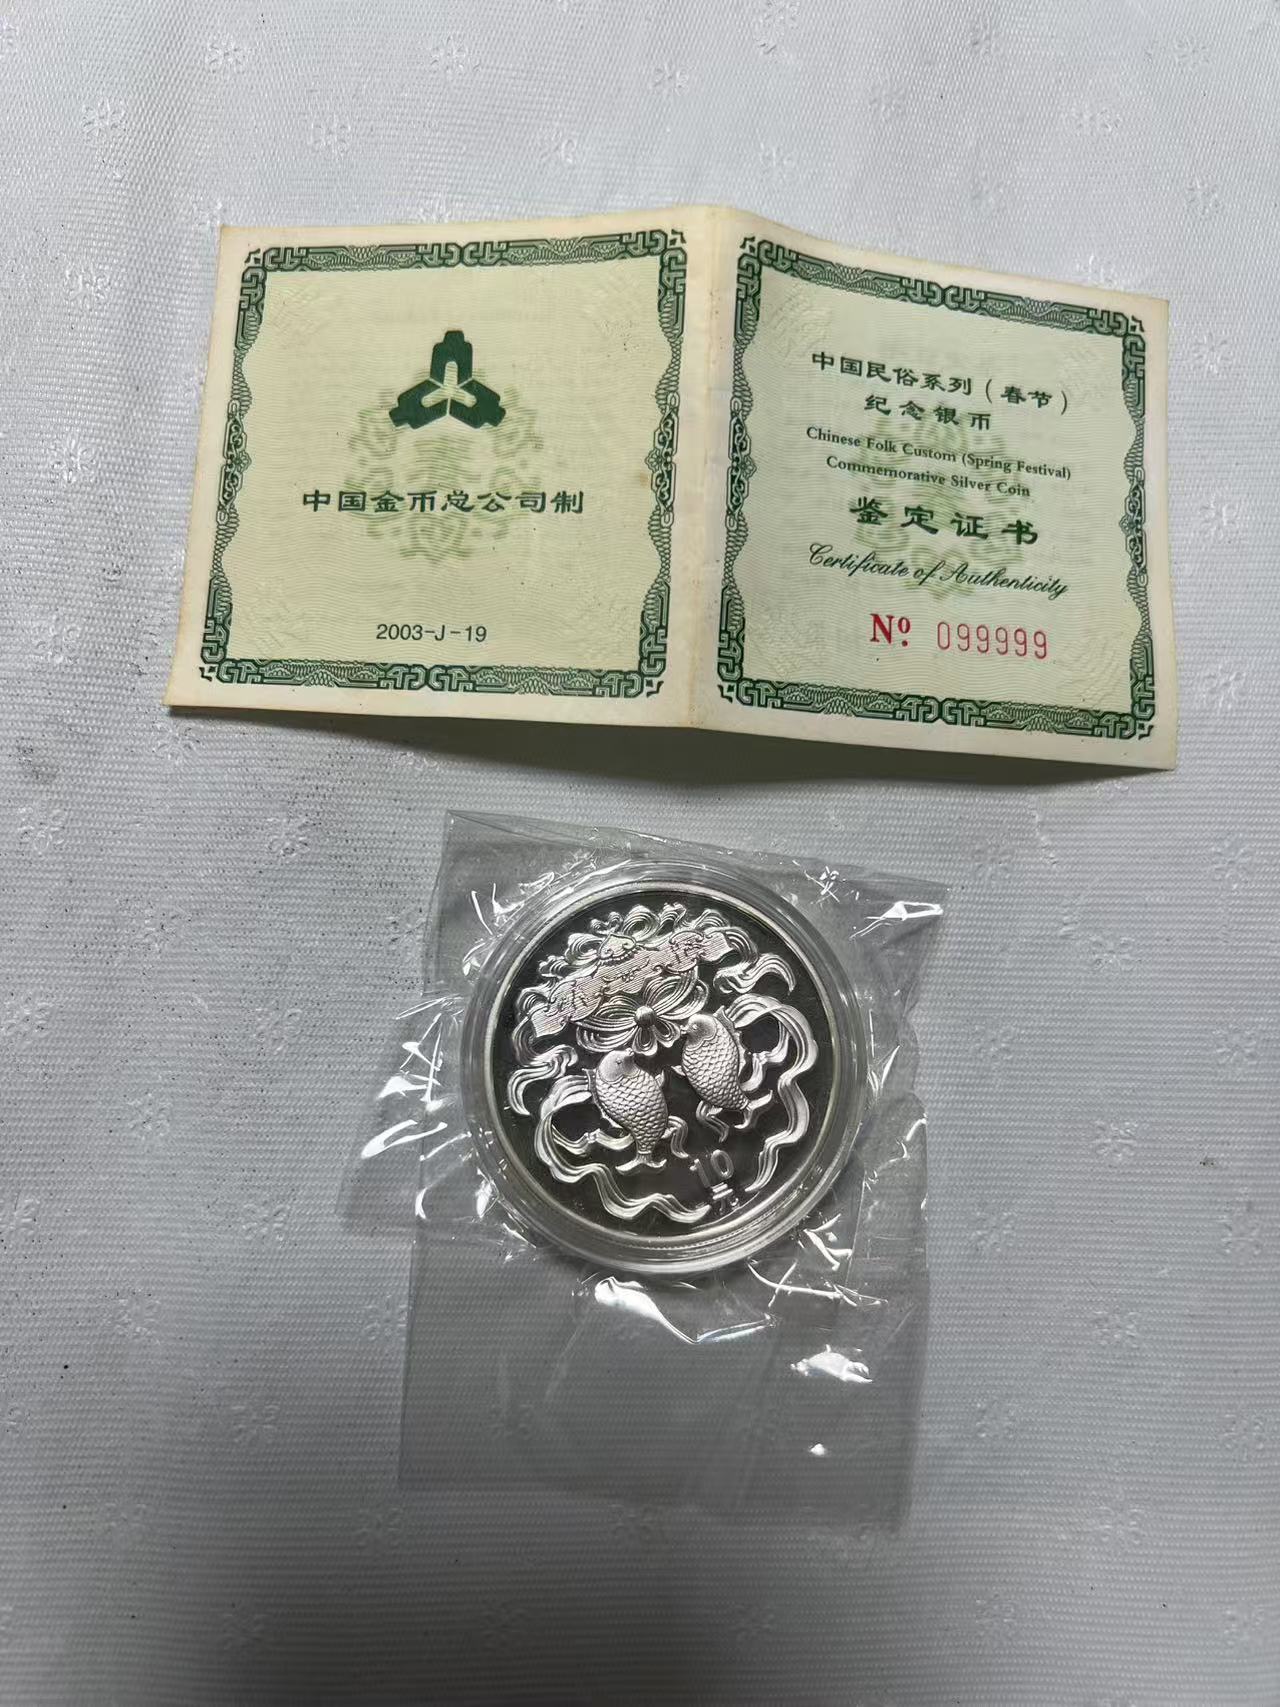 中国金币总公司制
2003-J-19
中国民俗系列（春节）
纪念银币
Chinese Folk Custom (Spring Festival)
Commemorative Silver Coin
鉴定证书
Certificate of Authenticity
Nº 099999
10
元